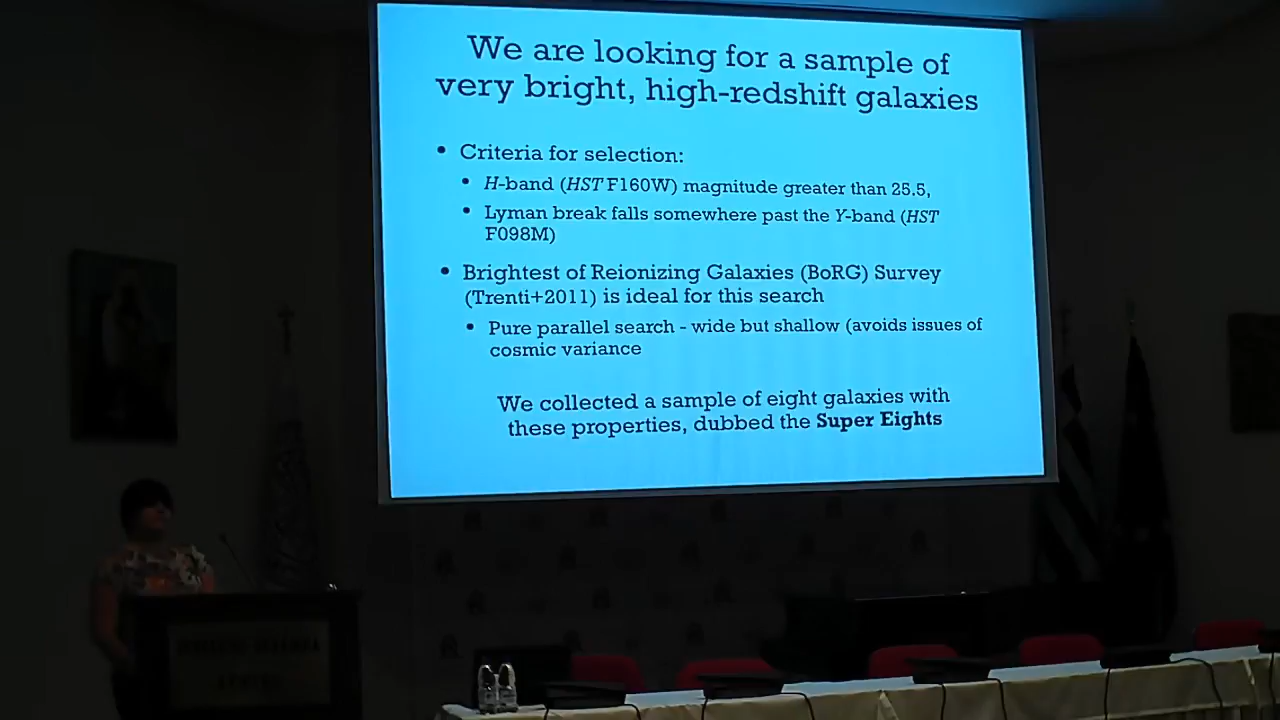 We are looking for a sample of
very bright, high-redshift galaxies
• Criteria for selection:
• H-band (HST F160W) magnitude greater than 25.5,
• Lyman break falls somewhere past the Y-band (HST
F098M)
• Brightest of Reionizing Galaxies (BoRG) Survey
(Trenti+2011) is ideal for this search
• Pure parallel search - wide but shallow (avoids issues of
cosmic variance
We collected a sample of eight galaxies with
these properties, dubbed the Super Eights